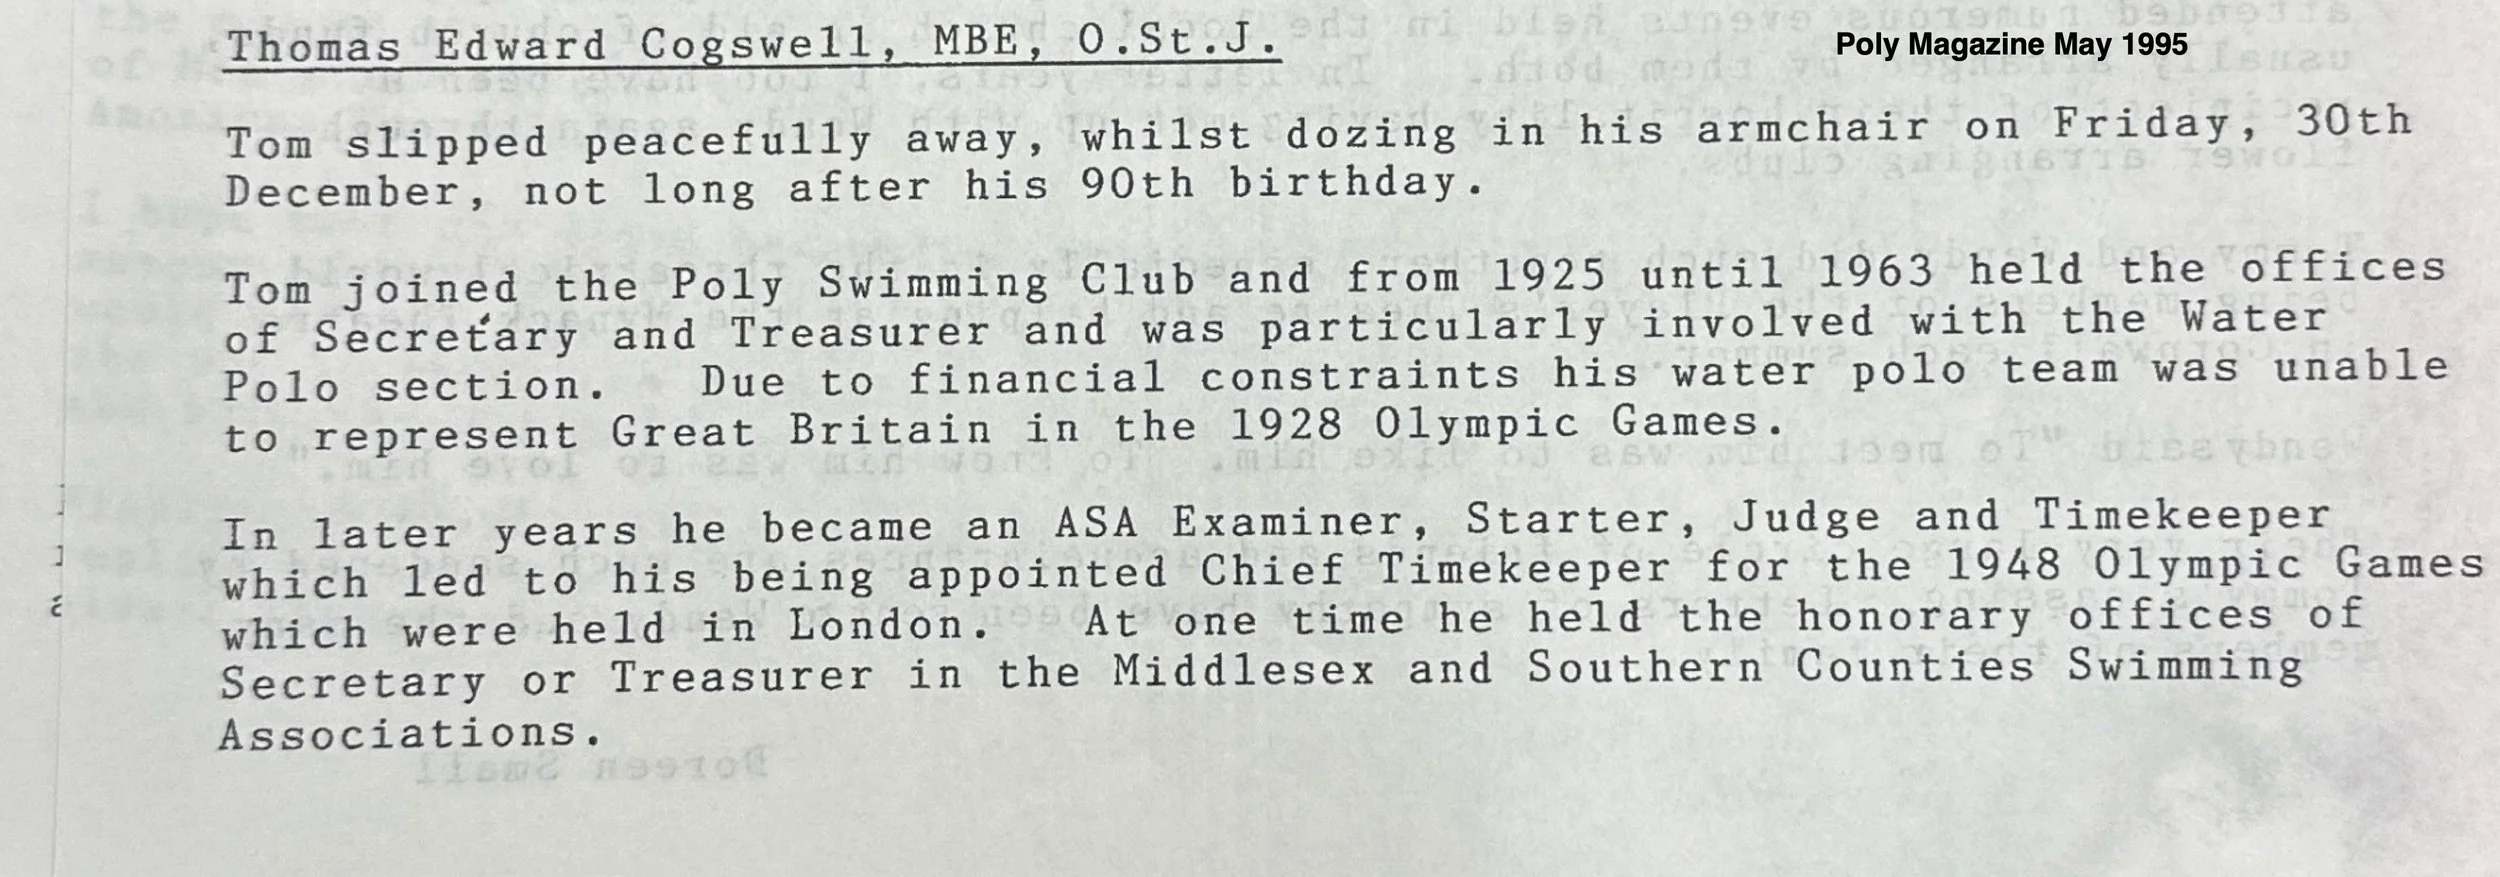 Thomas Edward Cogswell, MBE, O.St.J.
Poly Magazine May 1995
Tom slipped peacefully away, whilst dozing in his armchair on Friday, 30th
December, not long after his 90th birthday.
Tom joined the Poly Swimming Club and from 1925 until 1963 held the offices
of Secretary and Treasurer and was particularly involved with the Water
Polo section. Due to financial constraints his water polo team was unable
to represent Great Britain in the 1928 Olympic Games.
In later years he became an ASA Examiner, Starter, Judge and Timekeeper
which led to his being appointed Chief Timekeeper for the 1948 Olympic Games
which were held in London. At one time he held the honorary offices of
Secretary or Treasurer in the Middlesex and Southern Counties Swimming
Associations.